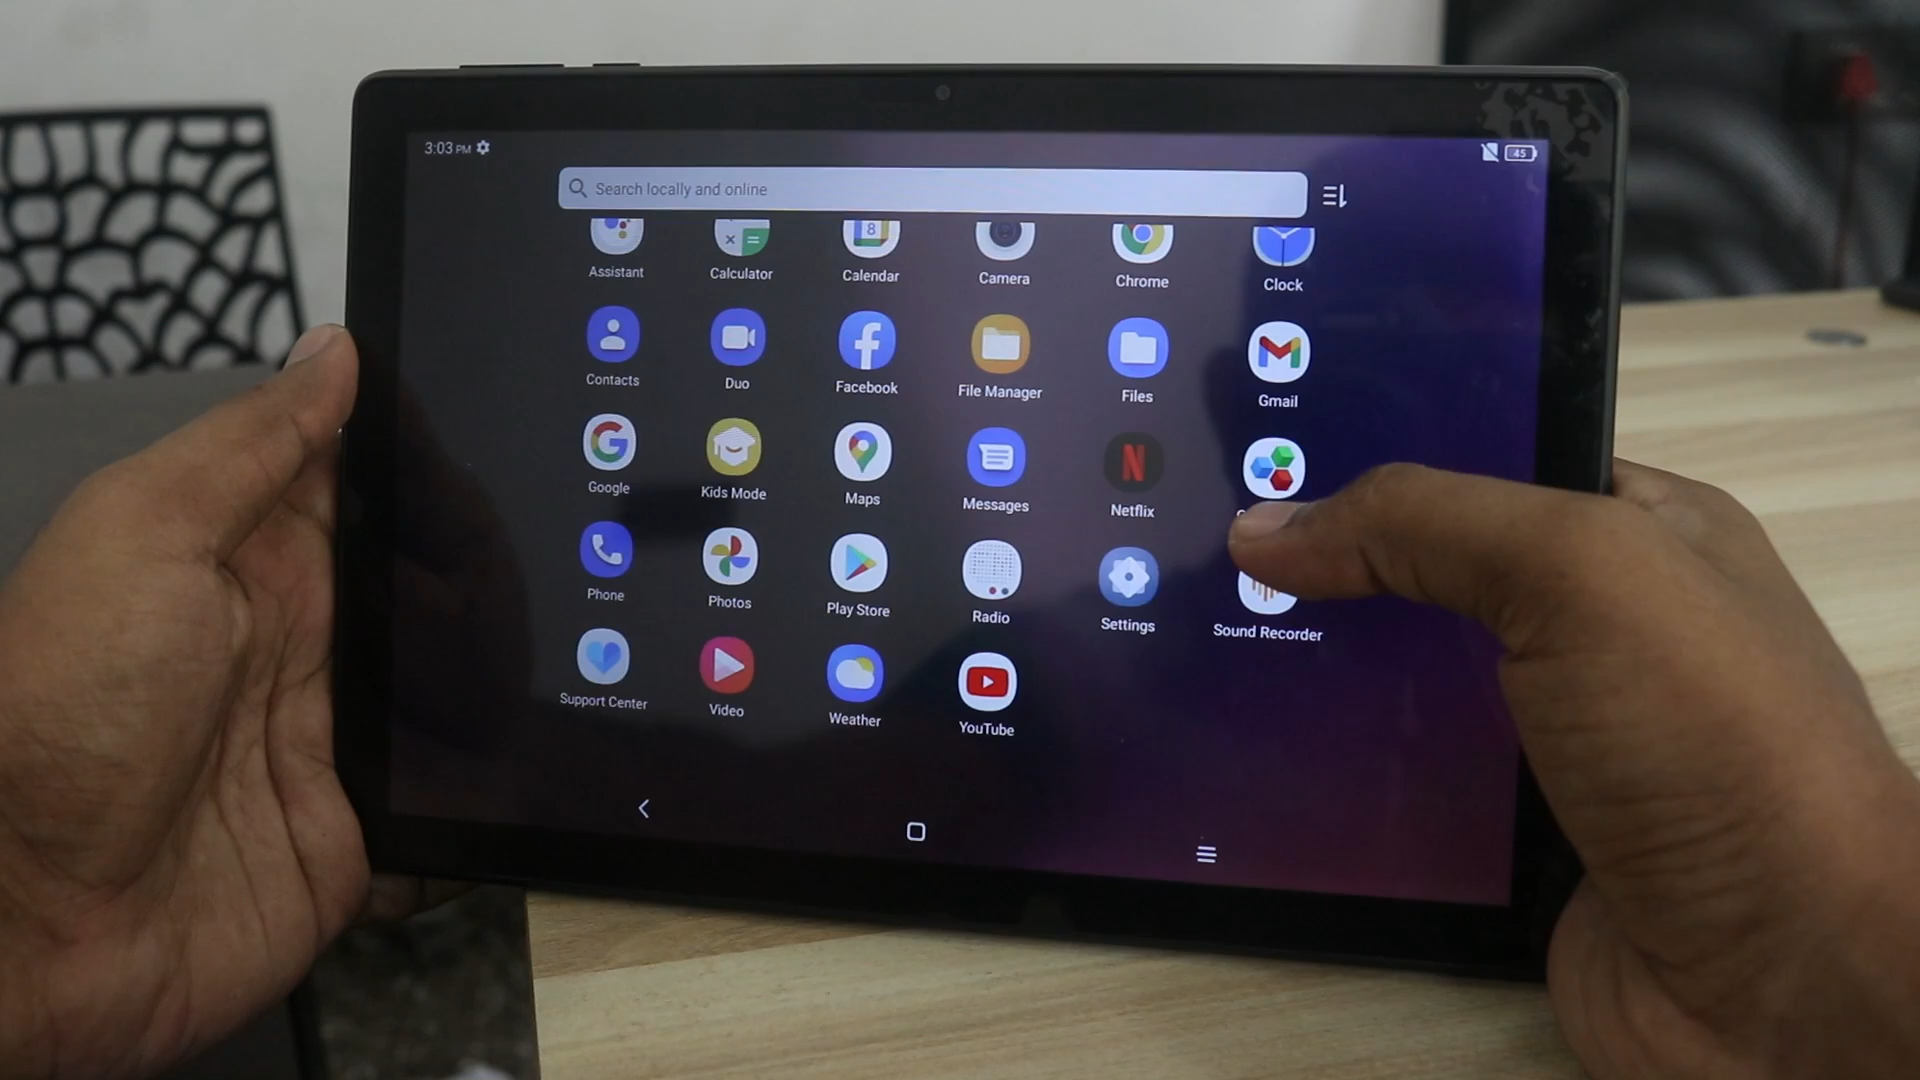 3:03 PM
45
Search locally and online
8
Assistant Calculator Calendar Camera Chrome Clock
Contacts Duo Facebook File Manager Files Gmail
Google Kids Mode Maps Messages Netflix
Phone Photos Play Store Radio Settings Sound Recorder
Support Center Video Weather YouTube